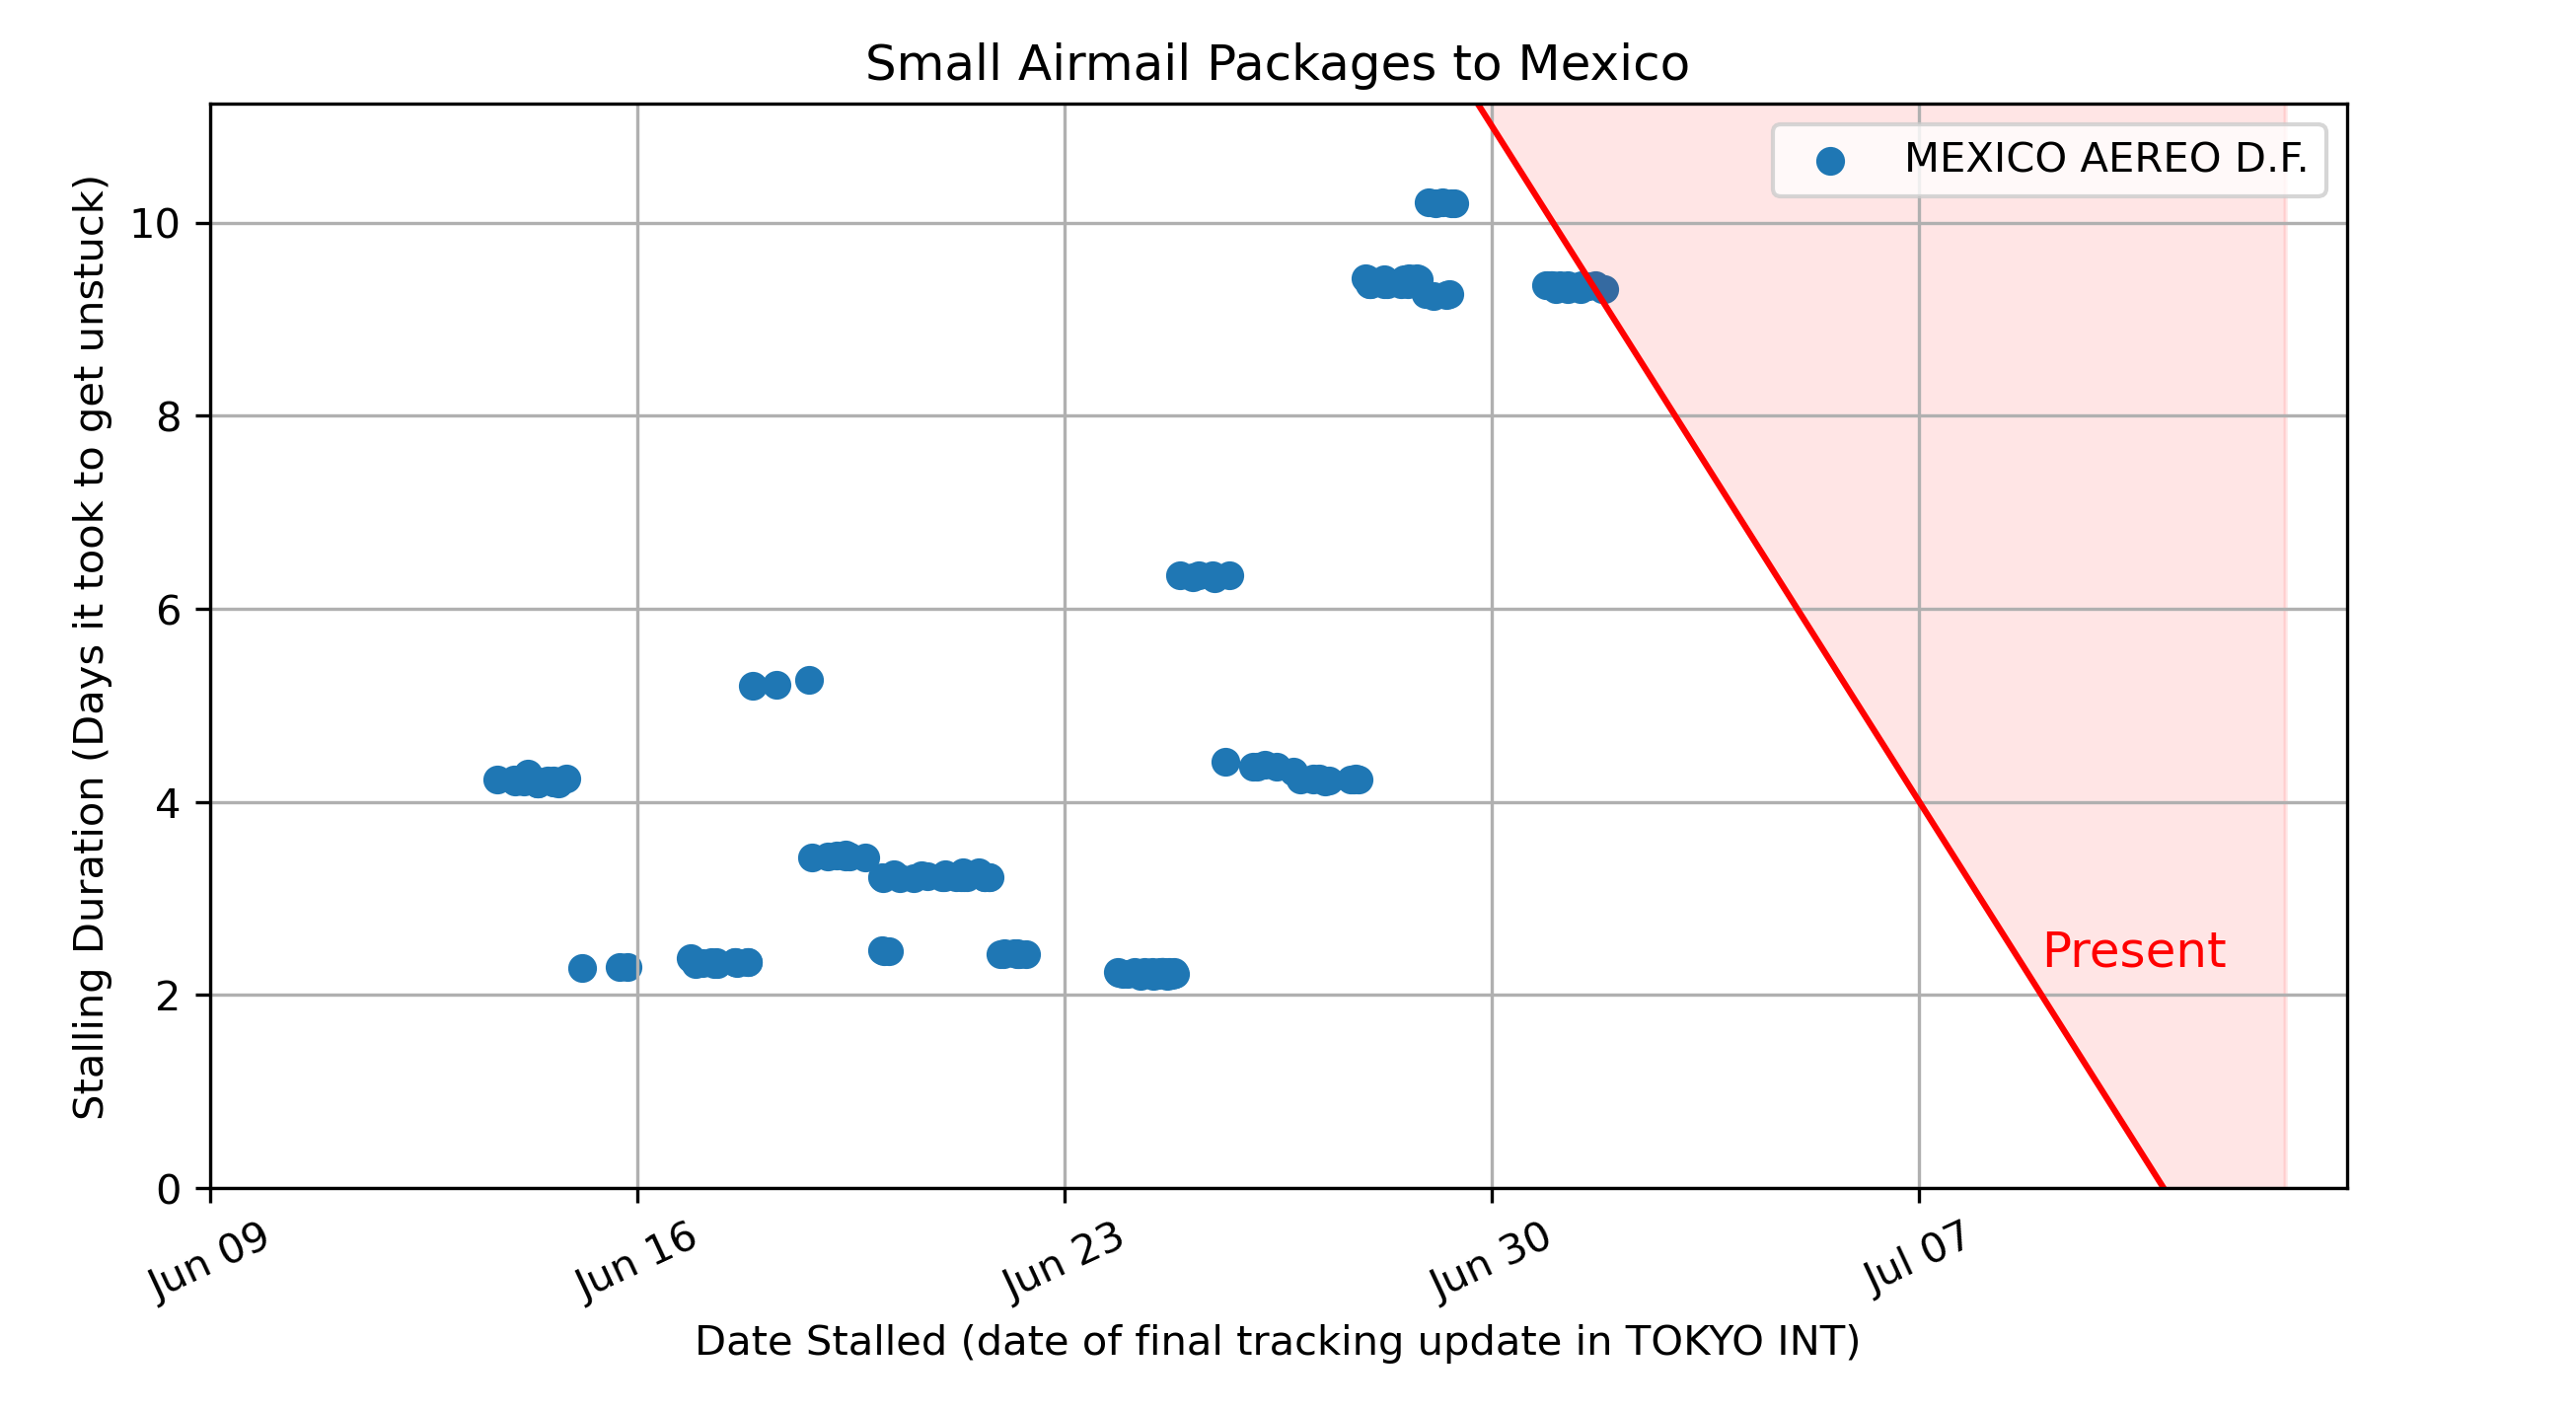 Small Airmail Packages to Mexico
MEXICO AEREO D.F.
Stalling Duration (Days it took to get unstuck)
10
8
6
4
2
0
Present
Jun 09
Jun 16
Jun 23
Jun 30
Jul 07
Date Stalled (date of final tracking update in TOKYO INT)